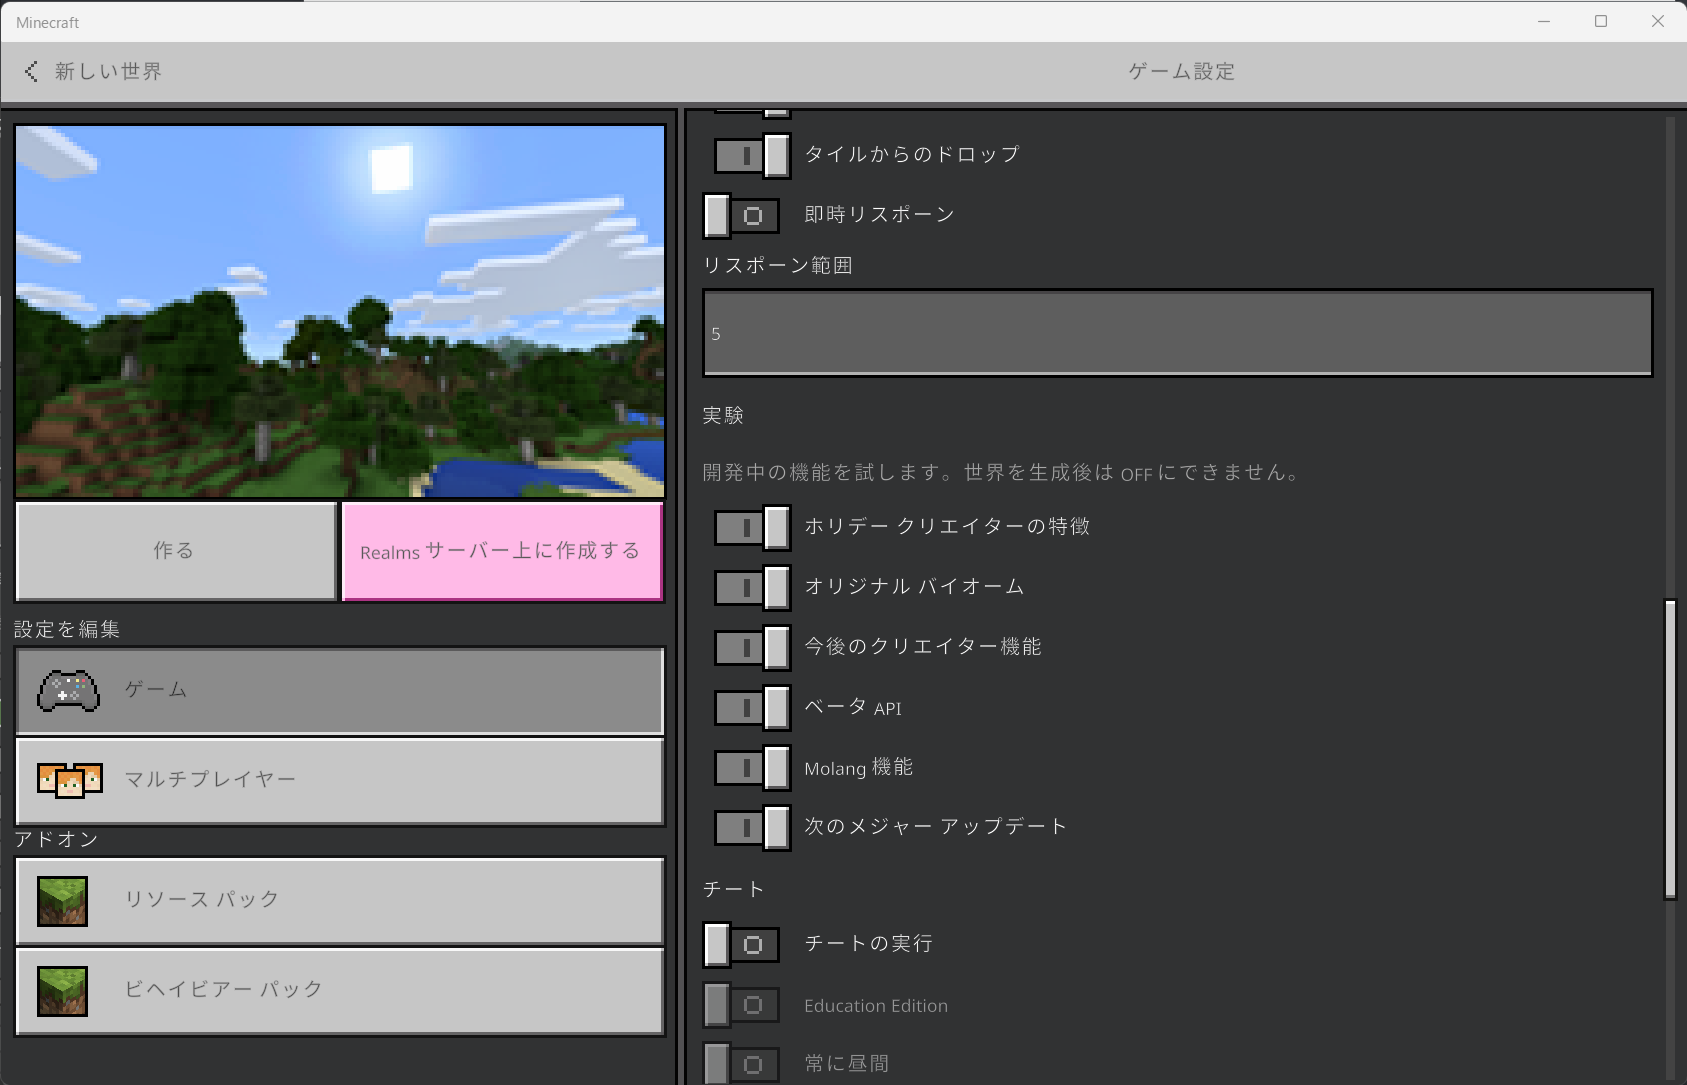 Minecraft
新しい世界
ゲーム設定
作る
Realms サーバー上に作成する
設定を編集
ゲーム
マルチプレイヤー
アドオン
リソース パック
ビヘイビアー パック
タイルからのドロップ
即時リスポーン
リスポーン範囲
5
実験
開発中の機能を試します。世界を生成後は OFF にできません。
ホリデー クリエイターの特徴
オリジナル バイオーム
今後のクリエイター機能
ベータ API
Molang 機能
次のメジャー アップデート
チート
チートの実行
Education Edition
常に昼間